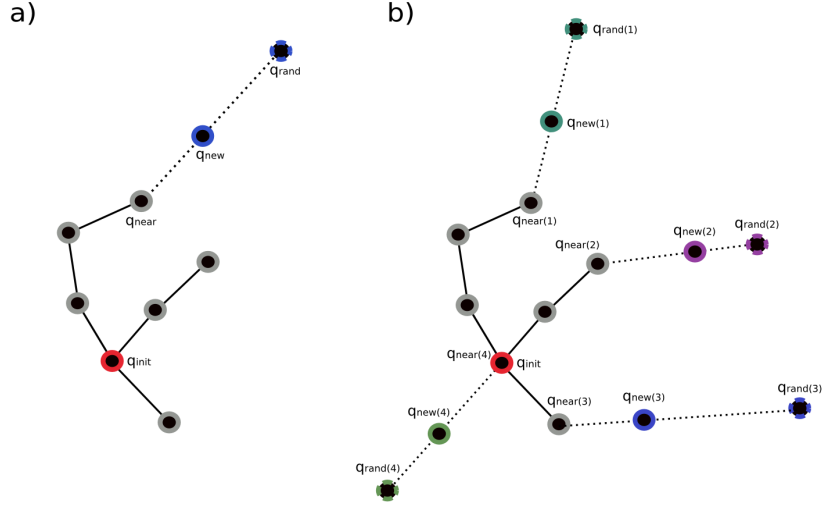 a)
qrand
qnew
qnear
qinit
b)
qrand(1)
qnew(1)
qnear(1)
qnear(2)
qnew(2)
qrand(2)
qnear(4)
qinit
qnear(3)
qnew(3)
qrand(3)
qnew(4)
qrand(4)